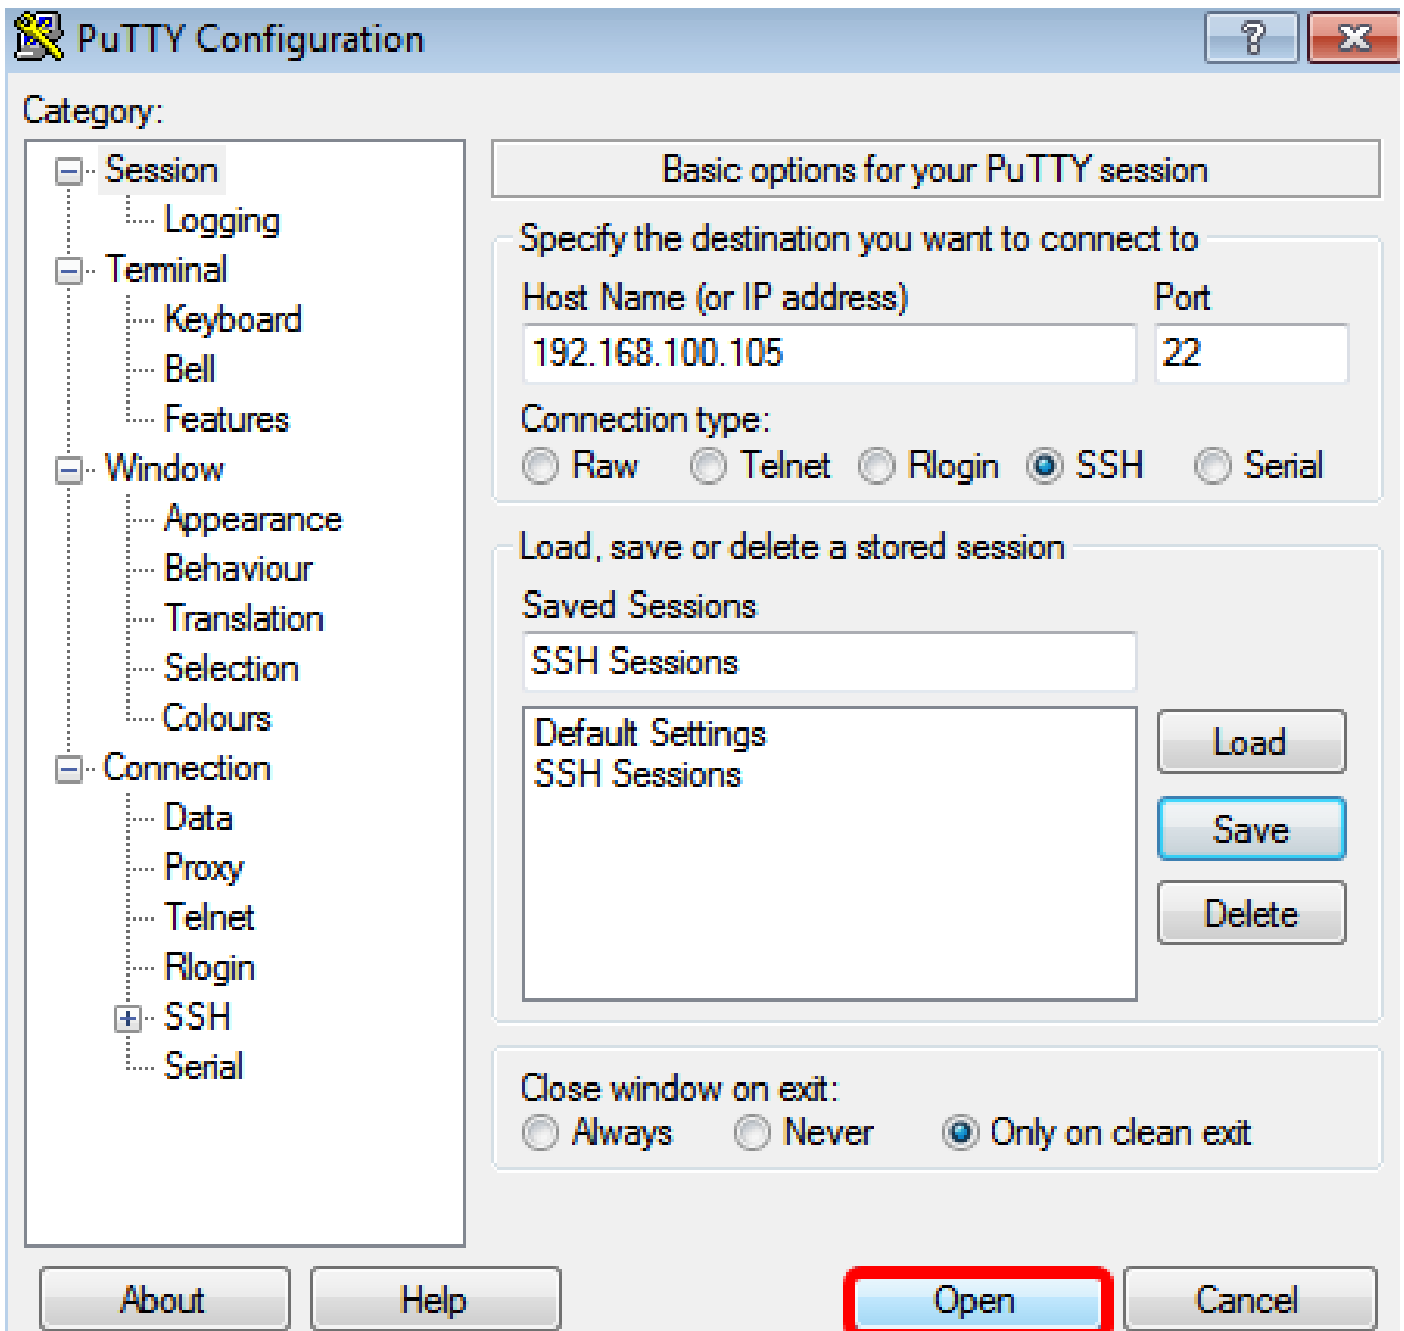 PuTTY Configuration
Category:
Session
Logging
Terminal
Keyboard
Bell
Features
Window
Appearance
Behaviour
Translation
Selection
Colours
Connection
Data
Proxy
Telnet
Rlogin
SSH
Serial
Basic options for your PuTTY session
Specify the destination you want to connect to
Host Name (or IP address) Port
192.168.100.105 22
Connection type:
Raw Telnet Rlogin SSH Serial
Load, save or delete a stored session
Saved Sessions
SSH Sessions
Default Settings
SSH Sessions
Load
Save
Delete
Close window on exit:
Always Never Only on clean exit
About Help Open Cancel